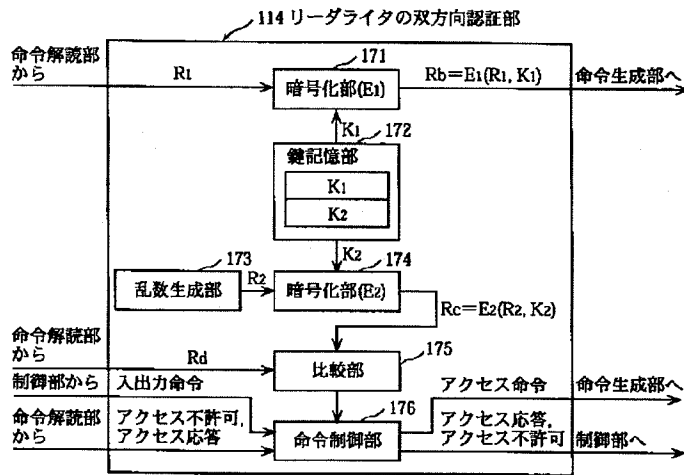 114 リーダライタの双方向認証部
命令解読部
から
R1
171
暗号化部(E1)
Rb=E1(R1, K1)
命令生成部へ
K1
172
鍵記憶部
K1
K2
K2
173
乱数生成部
R2
174
暗号化部(E2)
Rc=E2(R2, K2)
命令解読部
から
Rd
比較部
175
制御部から
入出力命令
176
アクセス命令
命令生成部へ
命令解読部
から
アクセス不許可,
アクセス応答
命令制御部
アクセス応答,
アクセス不許可
制御部へ